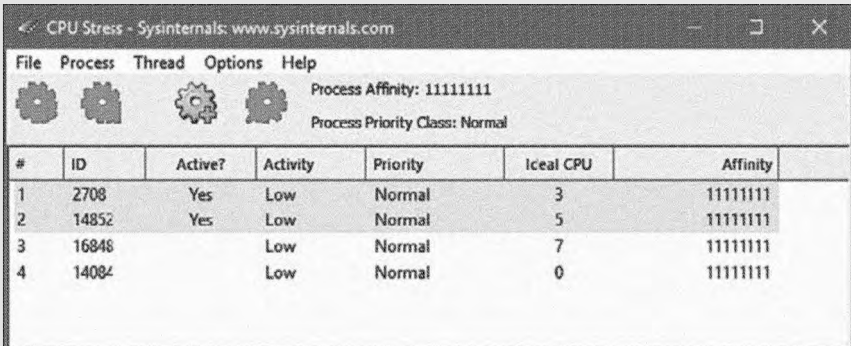 CPU Stress - Sysinternals: www.sysinternals.com
File Process Thread Options Help
Process Affinity: 11111111
Process Priority Class: Normal
# ID Active? Activity Priority Ideal CPU Affinity
1 2708 Yes Low Normal 3 11111111
2 14852 Yes Low Normal 5 11111111
3 16848 Low Normal 7 11111111
4 14084 Low Normal 0 11111111